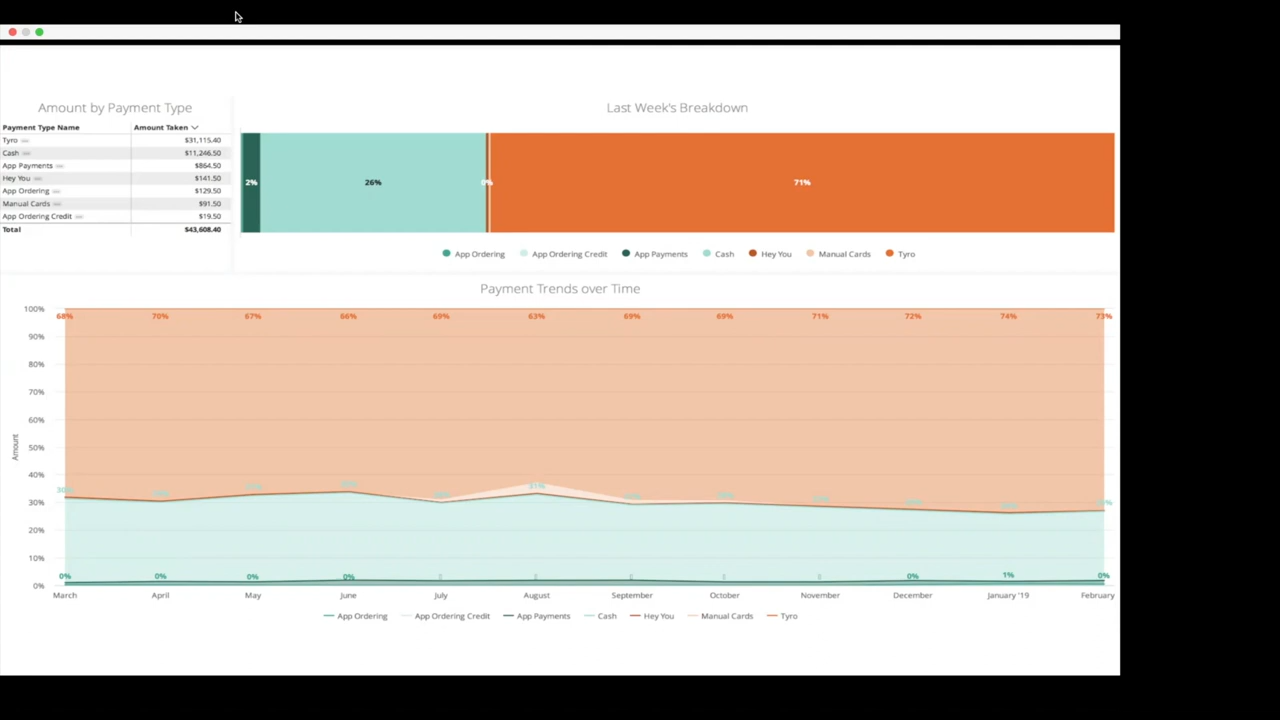 Amount by Payment Type
Payment Type Name Amount Taken
Tyro $31,115.40
Cash $11,246.50
App Payments $864.50
Hey You $141.50
App Ordering $129.50
Manual Cards $91.50
App Ordering Credit $19.50
Total $43,608.40
Last Week's Breakdown
2% 26% 0% 71%
App Ordering App Ordering Credit App Payments Cash Hey You Manual Cards Tyro
Payment Trends over Time
Amount
100%
90%
80%
70%
60%
50%
40%
30%
20%
10%
0%
68% 70% 67% 66% 69% 63% 69% 69% 71% 72% 74% 73%
30% 31%
0% 0% 0% 0% 0% 1% 0%
March April May June July August September October November December January '19 February
App Ordering App Ordering Credit App Payments Cash Hey You Manual Cards Tyro